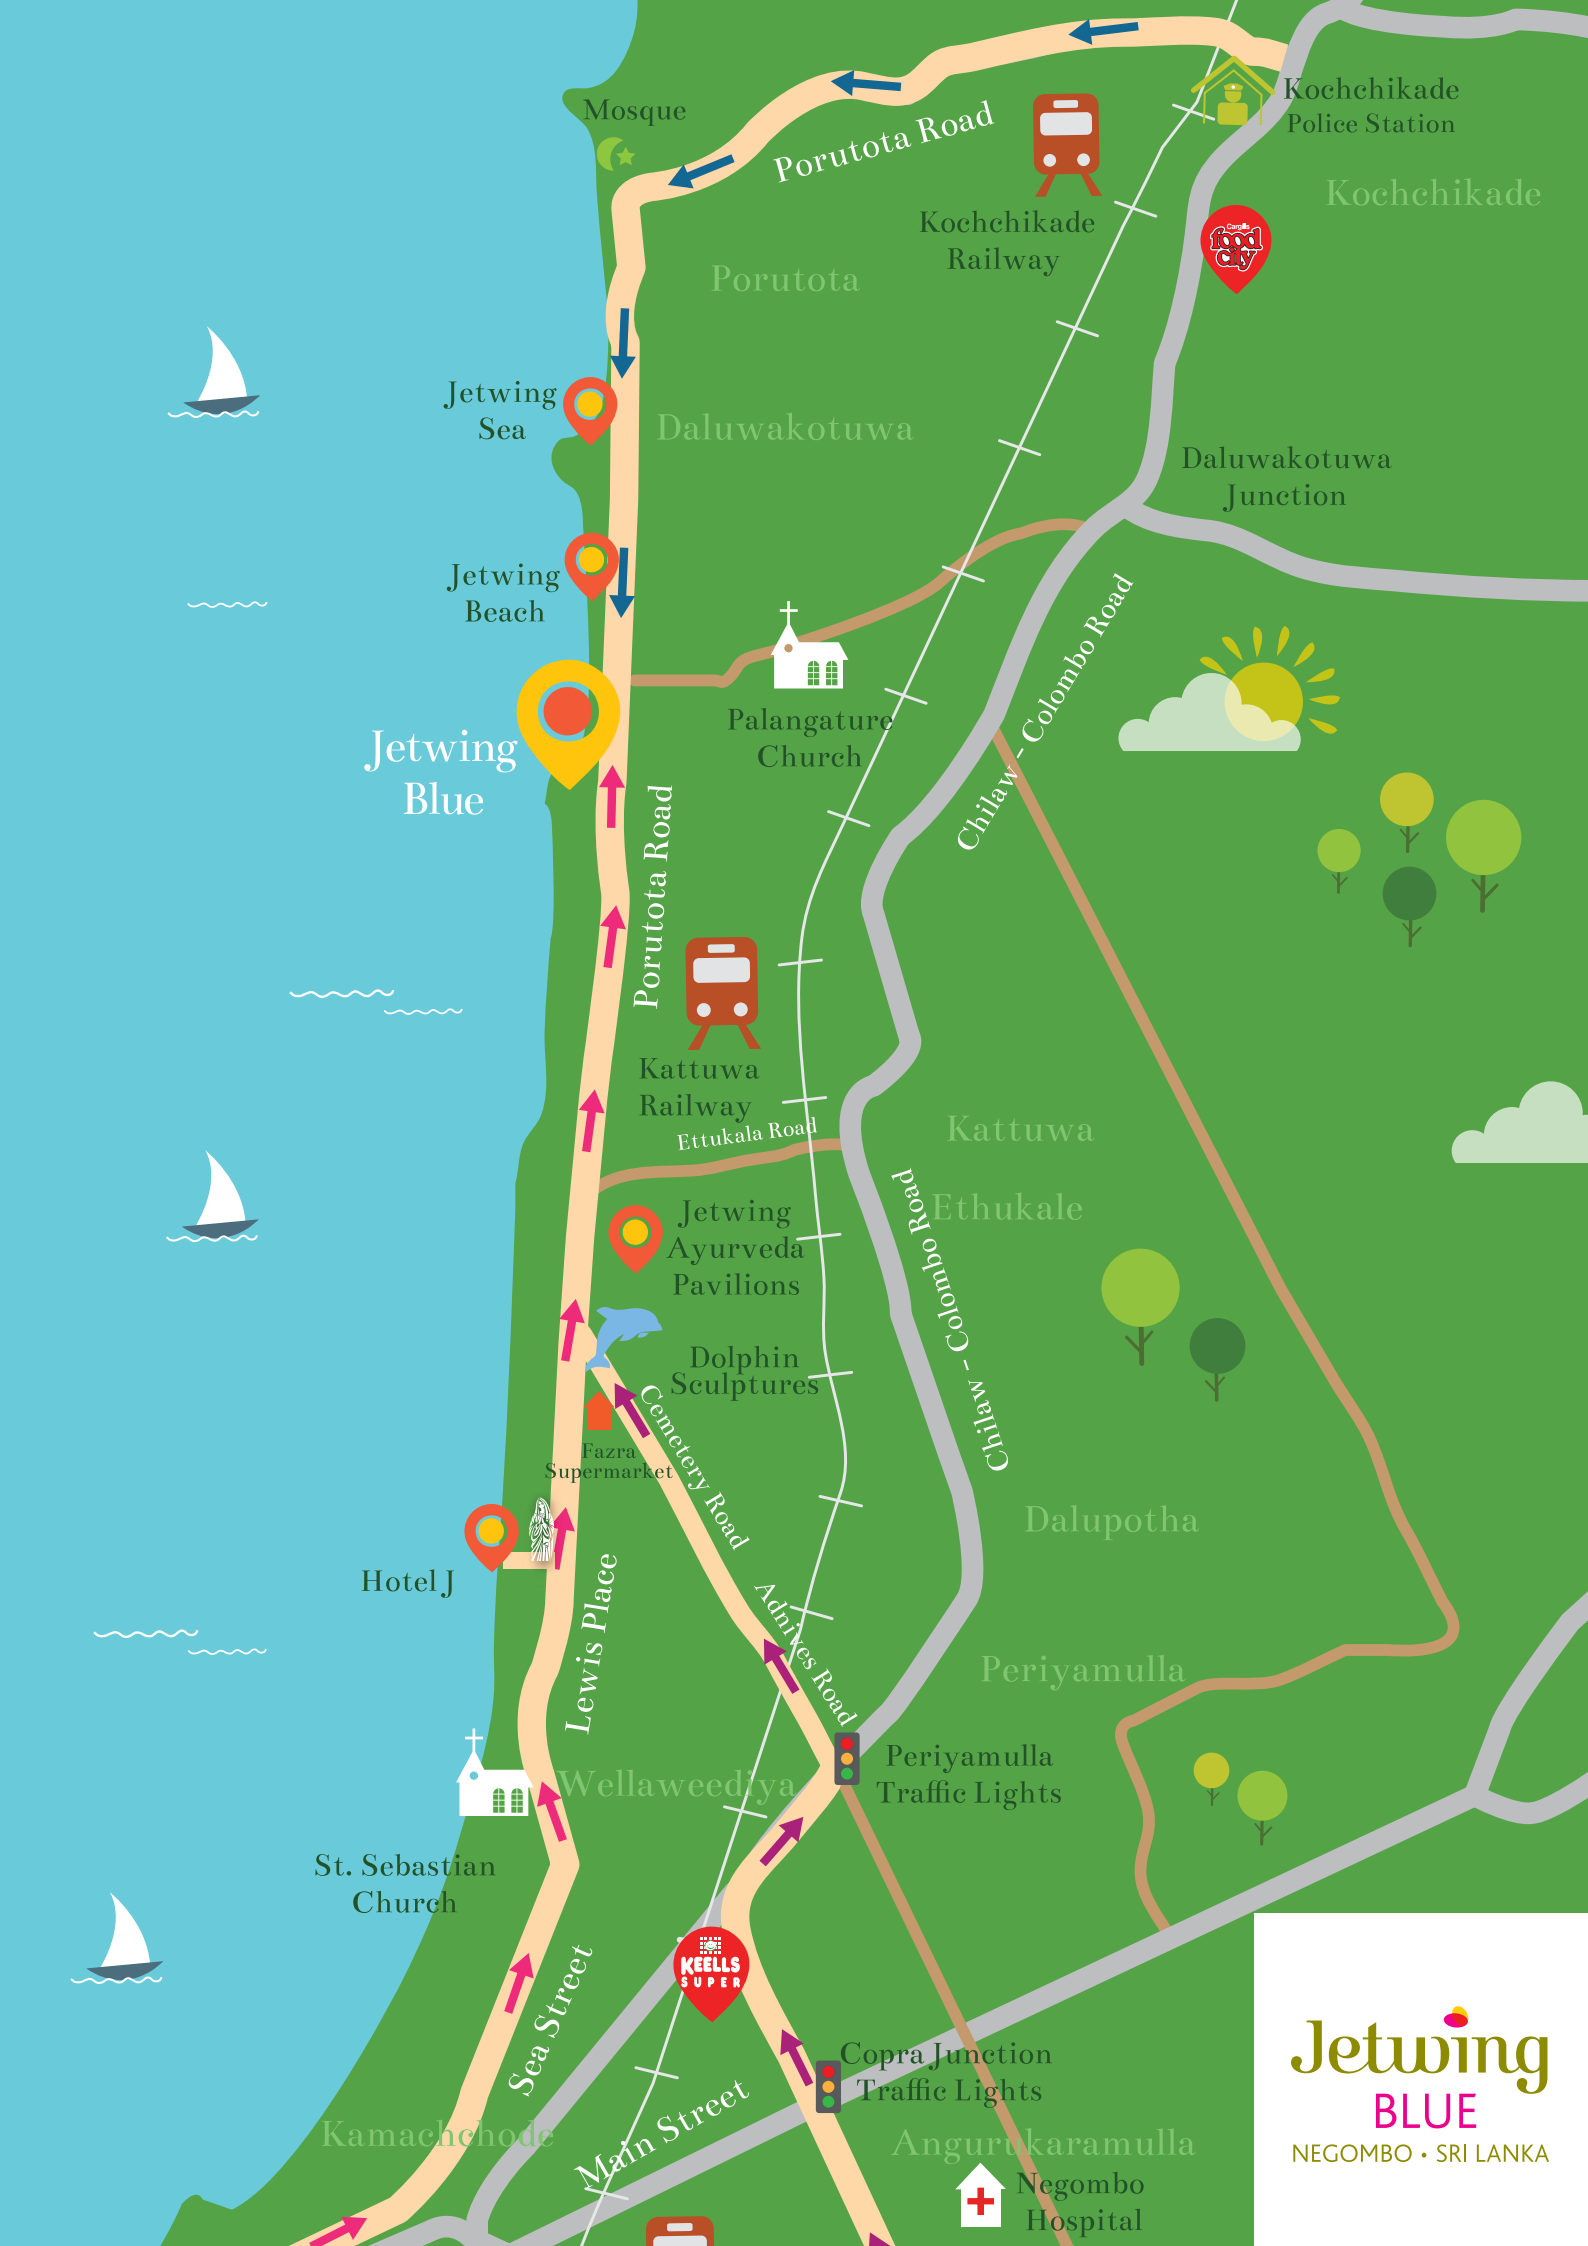 Mosque
Kochchikade
Police Station
Porutota Road
Kochchikade
Kochchikade
Railway
Cargills
food
city
Porutota
Jetwing
Sea
Daluwakotuwa
Daluwakotuwa
Junction
Jetwing
Beach
Chilaw - Colombo Road
Palangature
Church
Jetwing
Blue
Porutota Road
Kattuwa
Railway
Ettukala Road
Kattuwa
Ethukale
Chilaw - Colombo Road
Jetwing
Ayurveda
Pavilions
Dolphin
Sculptures
Cemetery Road
Fazra
Supermarket
Hotel J
Dalupotha
Lewis Place
Adnives Road
Periyamulla
Periyamulla
Traffic Lights
Wellaweediya
St. Sebastian
Church
Sea Street
KEELLS
SUPER
Copra Junction
Traffic Lights
Main Street
Kamachchode
Angurukaramulla
Negombo
Hospital
Jetwing
BLUE
NEGOMBO • SRI LANKA